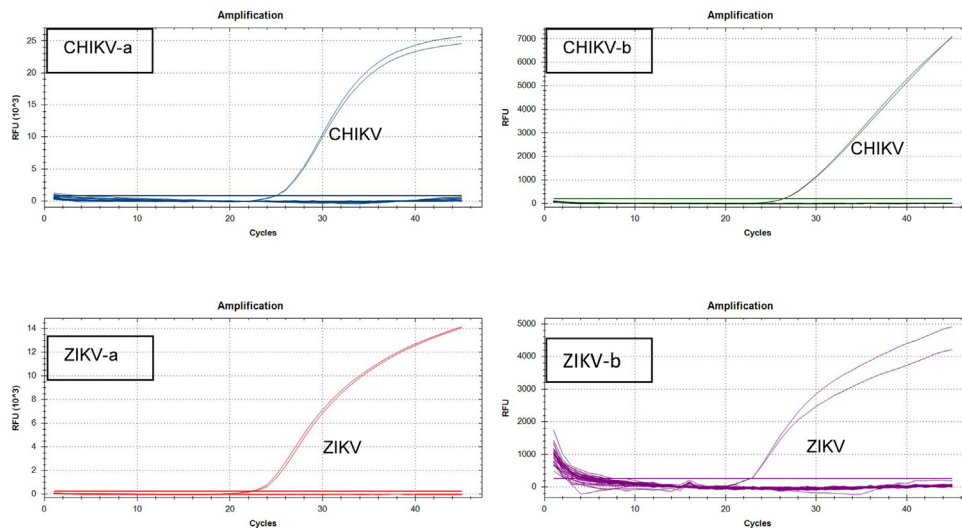 Amplification
CHIKV-a
25
20
15
10
5
0
RFU (10^3)
CHIKV
0
10
20
30
40
Cycles
Amplification
CHIKV-b
7000
6000
5000
4000
3000
2000
1000
0
RFU
CHIKV
0
10
20
30
40
Cycles
Amplification
ZIKV-a
14
12
10
8
6
4
2
0
RFU (10^3)
ZIKV
0
10
20
30
40
Cycles
Amplification
ZIKV-b
5000
4000
3000
2000
1000
0
RFU
ZIKV
0
10
20
30
40
Cycles